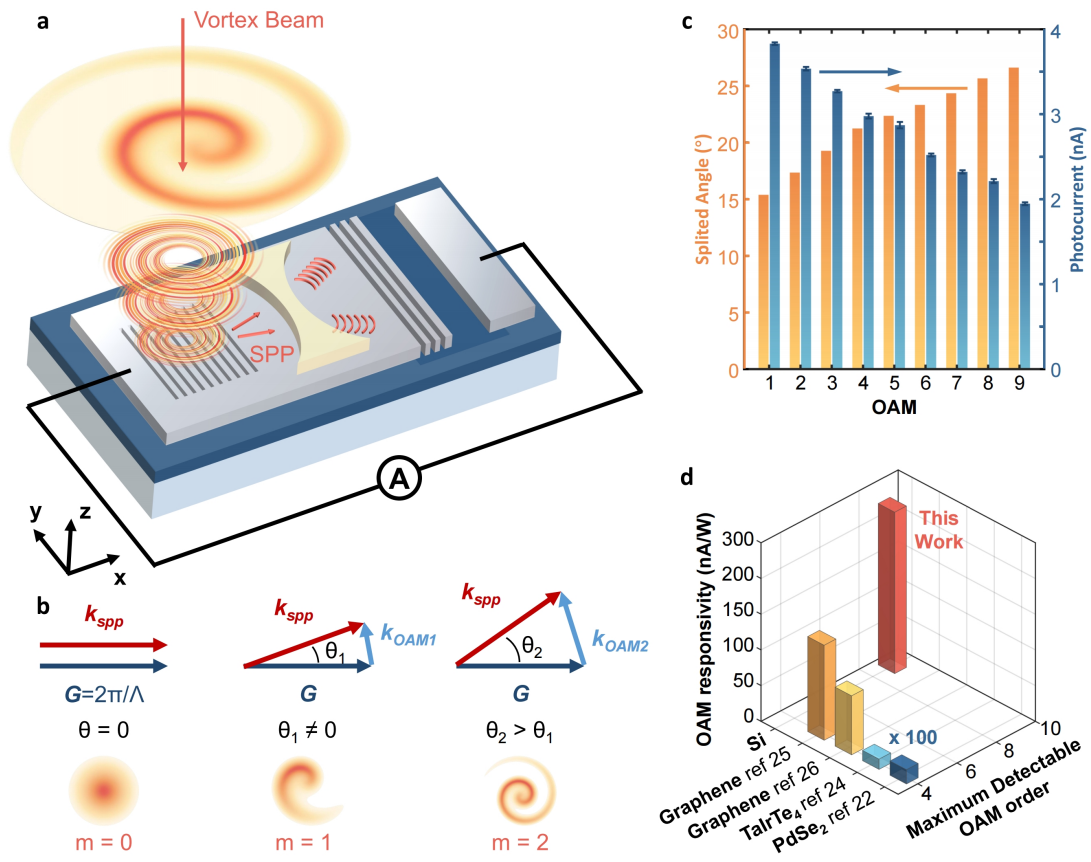 a
Vortex Beam
SPP
A
z
y
x
b
k_spp
G=2π/Λ
θ = 0
m = 0
k_spp
k_OAM1
θ₁
G
θ₁ ≠ 0
m = 1
k_spp
k_OAM2
θ₂
G
θ₂ > θ₁
m = 2
c
30
25
20
15
10
5
0
Splited Angle (°)
4
3
2
1
0
Photocurrent (nA)
1 2 3 4 5 6 7 8 9
OAM
d
OAM responsivity (nA/W)
300
250
200
150
100
50
0
This
Work
x 100
Si
Graphene ref 25
Graphene ref 26
TaIrTe₄ ref 24
PdSe₂ ref 22
4
6
8
10
Maximum Detectable
OAM order